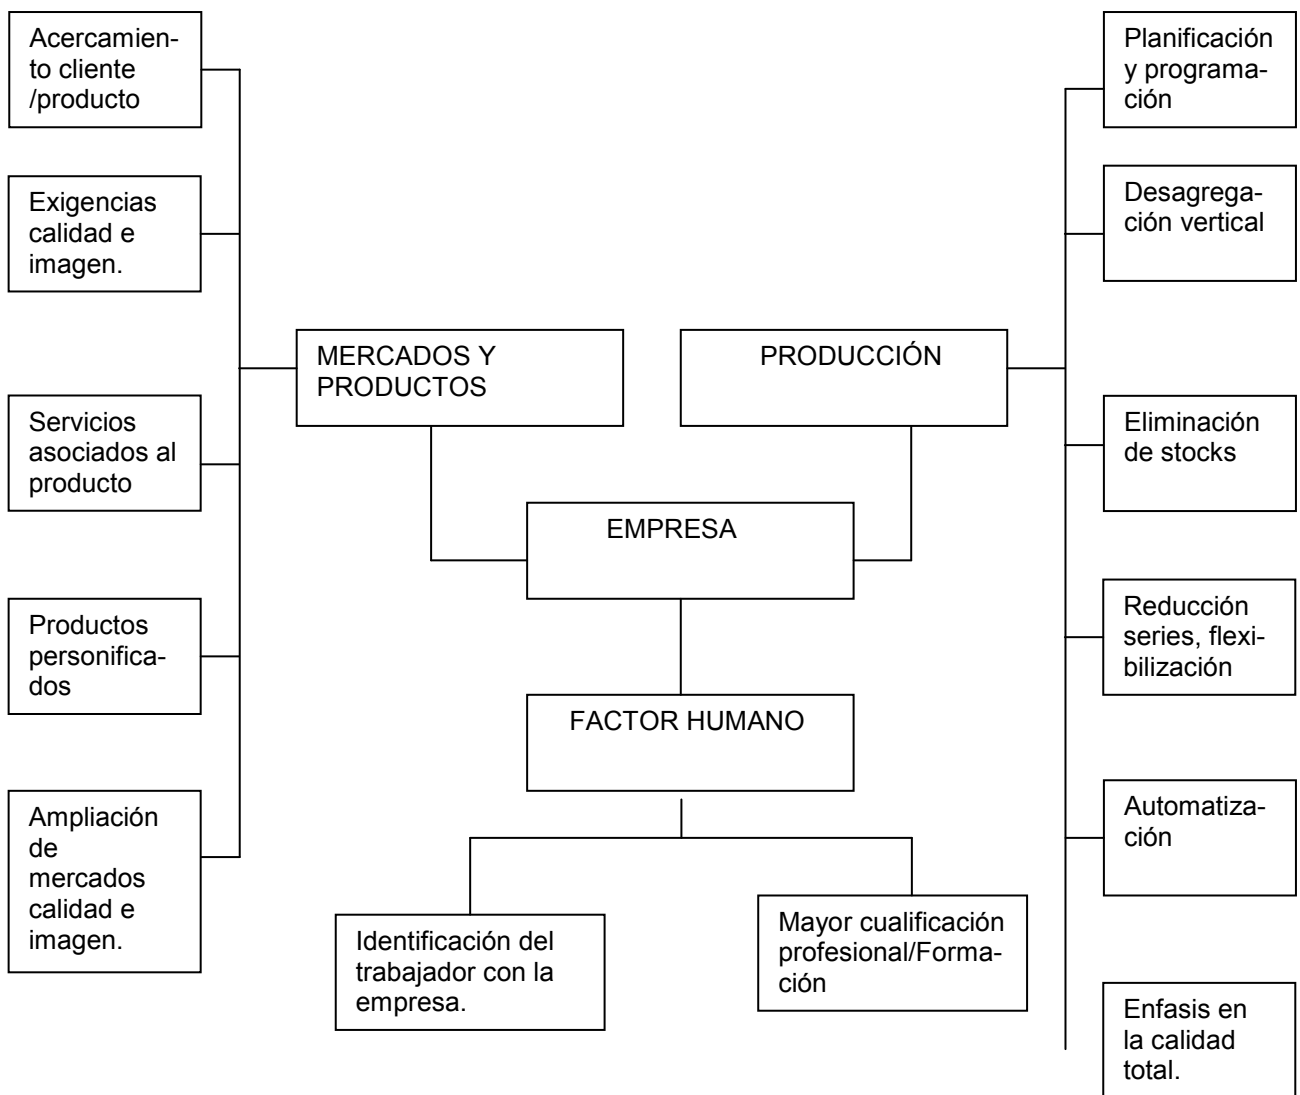 Acercamien-
to cliente
/producto
Exigencias
calidad e
imagen.
Servicios
asociados al
producto
Productos
personifica-
dos
Ampliación
de
mercados
calidad e
imagen.
MERCADOS Y
PRODUCTOS
PRODUCCIÓN
EMPRESA
FACTOR HUMANO
Identificación del
trabajador con la
empresa.
Mayor cualificación
profesional/Forma-
ción
Planificación
y programa-
ción
Desagrega-
ción vertical
Eliminación
de stocks
Reducción
series, flexi-
bilización
Automatiza-
ción
Enfasis en
la calidad
total.